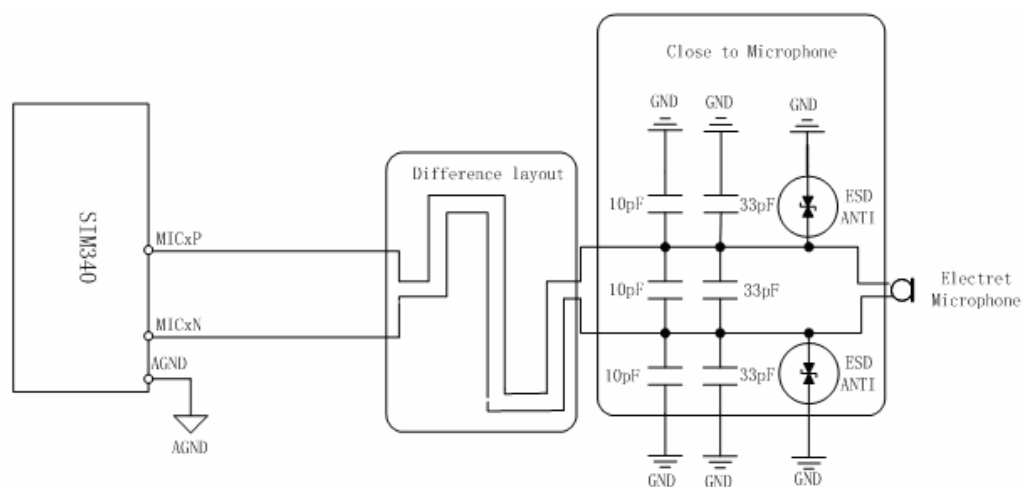 Close to Microphone
GND GND GND
Difference layout
10pF 33pF ESD
ANTI
SIM340
MICxP
10pF 33pF Electret
Microphone
MICxN
AGND
10pF 33pF ESD
ANTI
AGND
GND GND GND